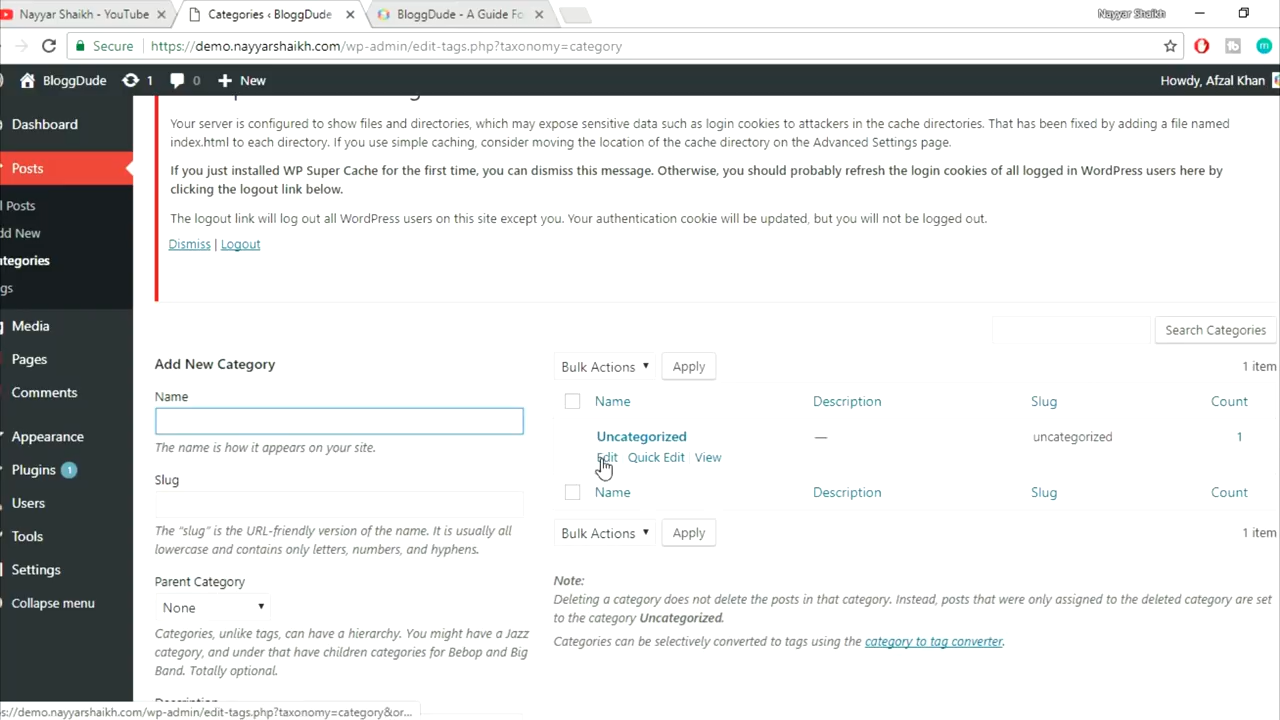 Nayyar Shaikh - YouTube
Categories ‹ BloggDude
BloggDude - A Guide Fo
Nayyar Shaikh
Secure
https://demo.nayyarshaikh.com/wp-admin/edit-tags.php?taxonomy=category
BloggDude
1
0
New
Howdy, Afzal Khan
Dashboard
Posts
l Posts
dd New
ategories
gs
Media
Pages
Comments
Appearance
Plugins 1
Users
Tools
Settings
Collapse menu
Your server is configured to show files and directories, which may expose sensitive data such as login cookies to attackers in the cache directories. That has been fixed by adding a file named
index.html to each directory. If you use simple caching, consider moving the location of the cache directory on the Advanced Settings page.
If you just installed WP Super Cache for the first time, you can dismiss this message. Otherwise, you should probably refresh the login cookies of all logged in WordPress users here by
clicking the logout link below.
The logout link will log out all WordPress users on this site except you. Your authentication cookie will be updated, but you will not be logged out.
Dismiss | Logout
Search Categories
Add New Category
Name
The name is how it appears on your site.
Slug
The “slug” is the URL-friendly version of the name. It is usually all
lowercase and contains only letters, numbers, and hyphens.
Parent Category
None
Categories, unlike tags, can have a hierarchy. You might have a Jazz
category, and under that have children categories for Bebop and Big
Band. Totally optional.
Description
Bulk Actions Apply 1 item
Name Description Slug Count
Uncategorized — uncategorized 1
Edit Quick Edit View
Name Description Slug Count
Bulk Actions Apply 1 item
Note:
Deleting a category does not delete the posts in that category. Instead, posts that were only assigned to the deleted category are set
to the category Uncategorized.
Categories can be selectively converted to tags using the category to tag converter.
s://demo.nayyarshaikh.com/wp-admin/edit-tags.php?taxonomy=category&or...